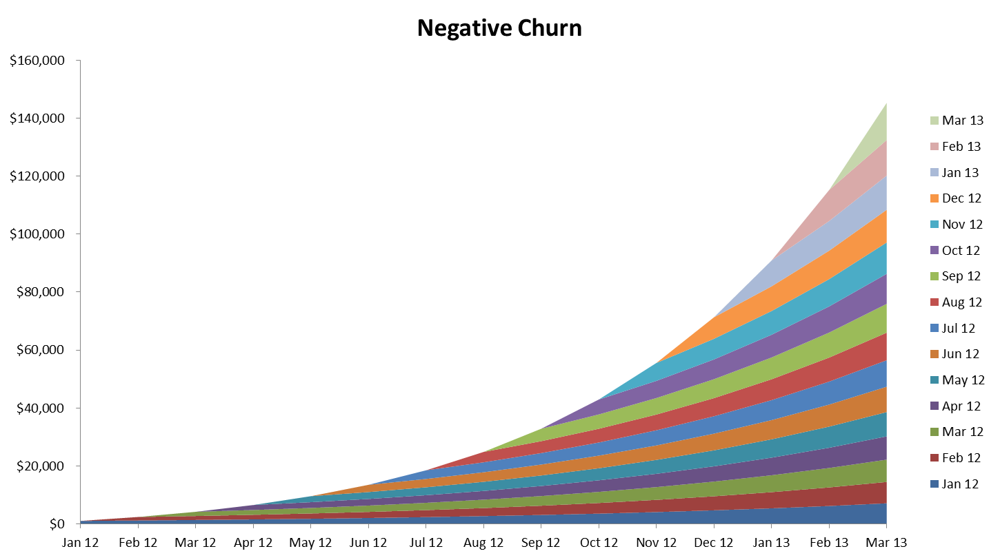 Negative Churn
$160,000
$140,000
$120,000
$100,000
$80,000
$60,000
$40,000
$20,000
$0
Jan 12 Feb 12 Mar 12 Apr 12 May 12 Jun 12 Jul 12 Aug 12 Sep 12 Oct 12 Nov 12 Dec 12 Jan 13 Feb 13 Mar 13
Mar 13
Feb 13
Jan 13
Dec 12
Nov 12
Oct 12
Sep 12
Aug 12
Jul 12
Jun 12
May 12
Apr 12
Mar 12
Feb 12
Jan 12